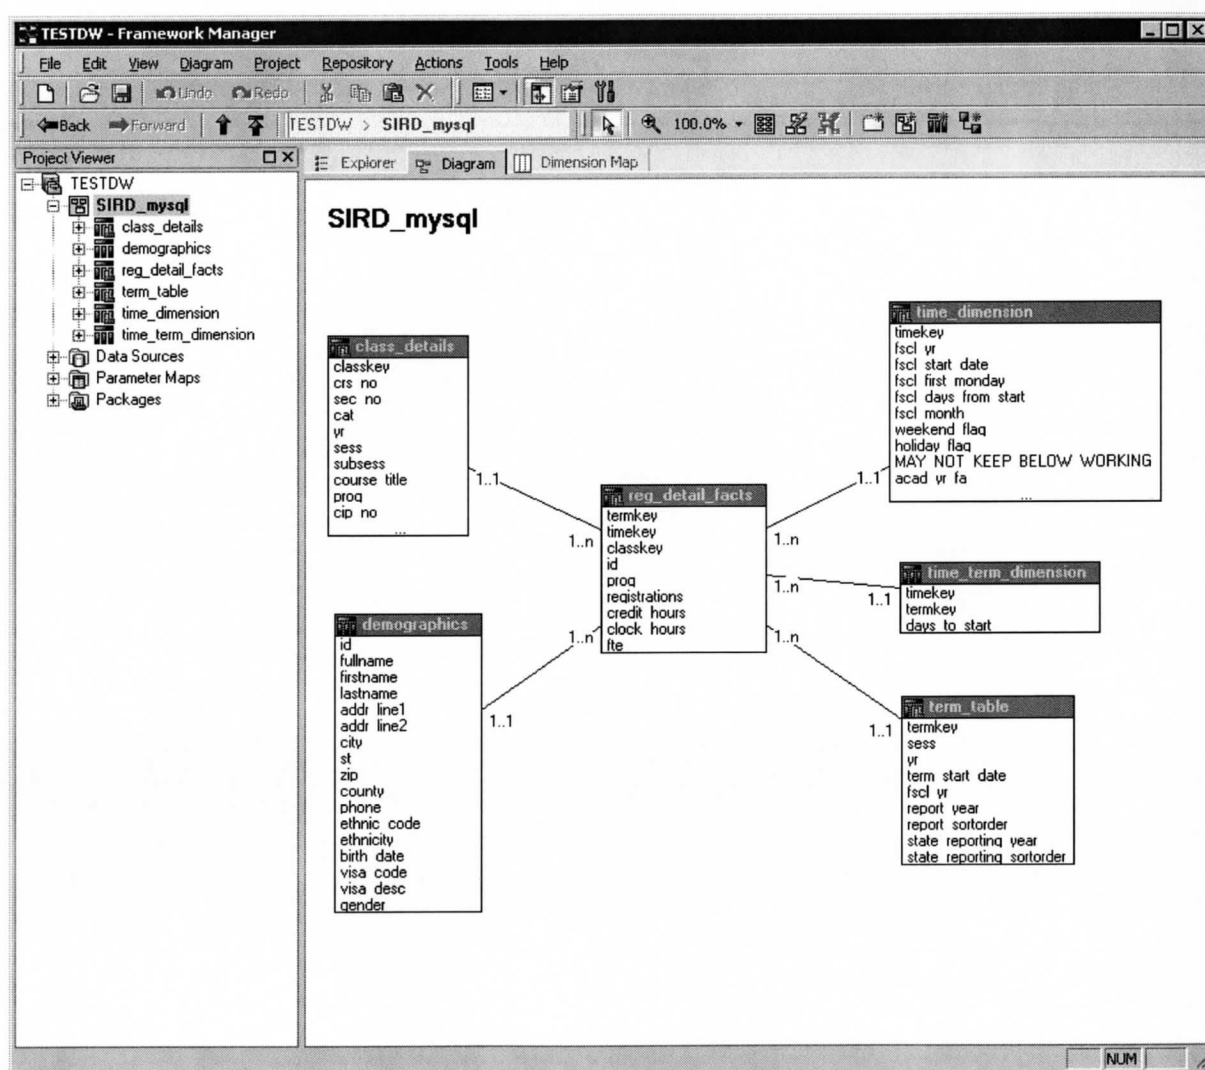 TESTDW - Framework Manager
File Edit View Diagram Project Repository Actions Tools Help
Undo Redo
Back Forward TESTDW > SIRD_mysql 100.0%
Project Viewer
Explorer Diagram Dimension Map
TESTDW
SIRD_mysql
class_details
demographics
reg_detail_facts
term_table
time_dimension
time_term_dimension
Data Sources
Parameter Maps
Packages
SIRD_mysql
class_details
classkey
crs no
sec no
cat
yr
sess
subsess
course title
prog
cip no
...
1..1
1..n
demographics
id
fullname
firstname
lastname
addr line1
addr line2
city
st
zip
county
phone
ethnic code
ethnicity
birth date
visa code
visa desc
gender
1..1
1..n
reg_detail_facts
termkey
timekey
classkey
id
prog
registrations
credit hours
clock hours
fte
time_dimension
timekey
fscl yr
fscl start date
fscl first monday
fscl days from start
fscl month
weekend flag
holiday flag
MAY NOT KEEP BELOW WORKING
acad yr fa
...
1..1
1..n
time_term_dimension
timekey
termkey
days to start
1..n
1..1
term_table
termkey
sess
yr
term start date
fscl yr
report year
report sortorder
state reporting year
state reporting sortorder
1..n
1..1
NUM